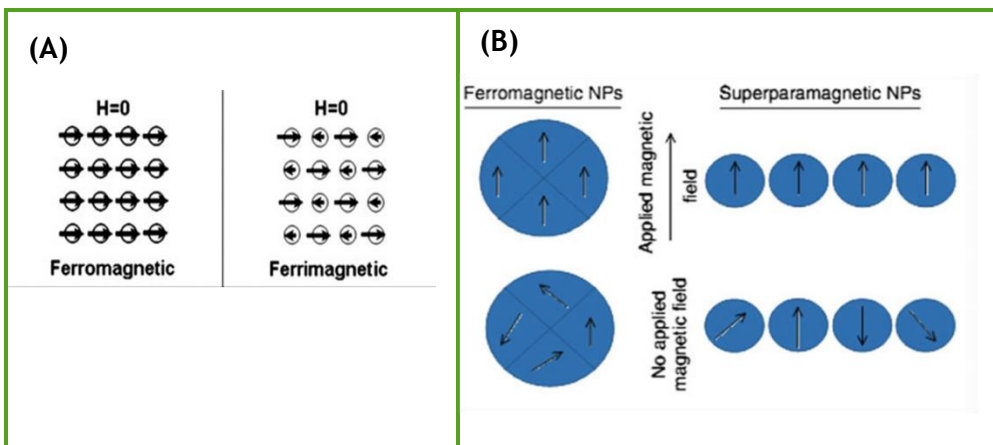 (A)
H=0
H=0
Ferromagnetic
Ferrimagnetic
(B)
Ferromagnetic NPs
Superparamagnetic NPs
Applied magnetic
field
No applied
magnetic field